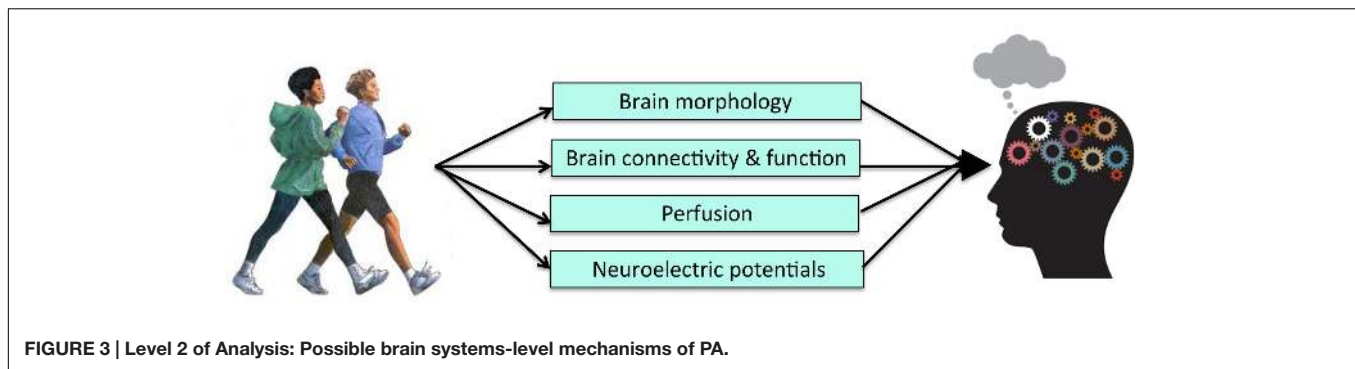 Brain morphology
Brain connectivity & function
Perfusion
Neuroelectric potentials
FIGURE 3 | Level 2 of Analysis: Possible brain systems-level mechanisms of PA.